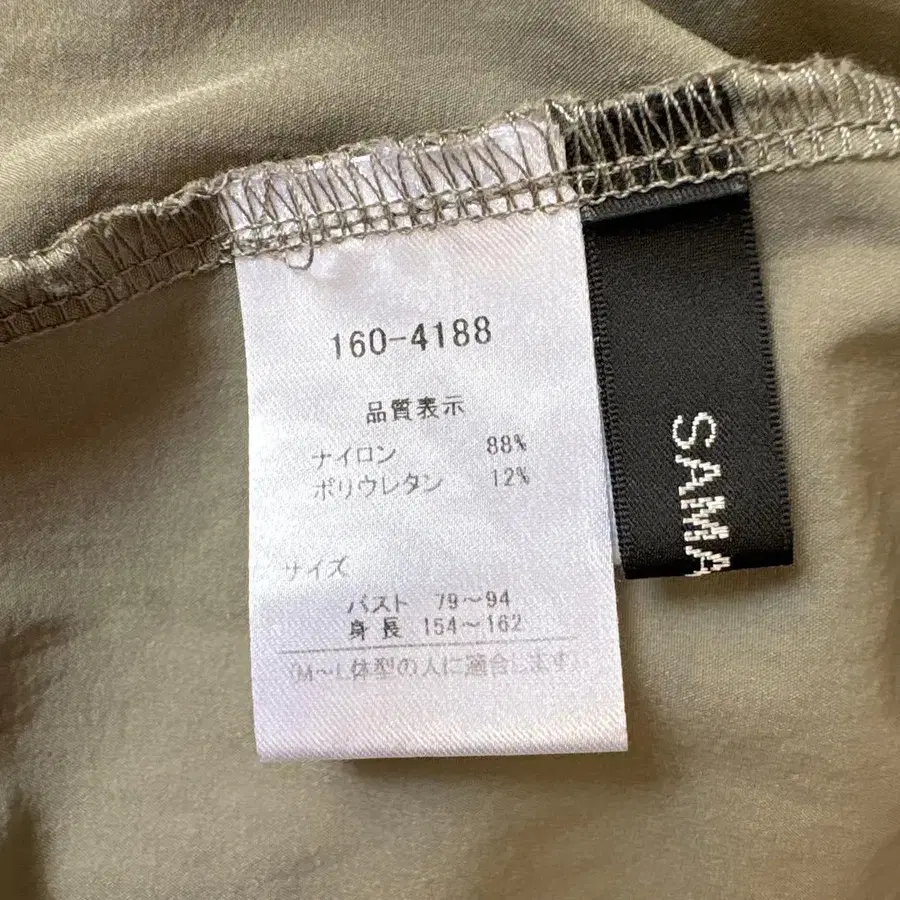 160-4188
品質表示
ナイロン 88%
ポリウレタン 12%
サイズ
バスト 79~94
身長 154~162
(M~L体型の人に適合します)
SAMA